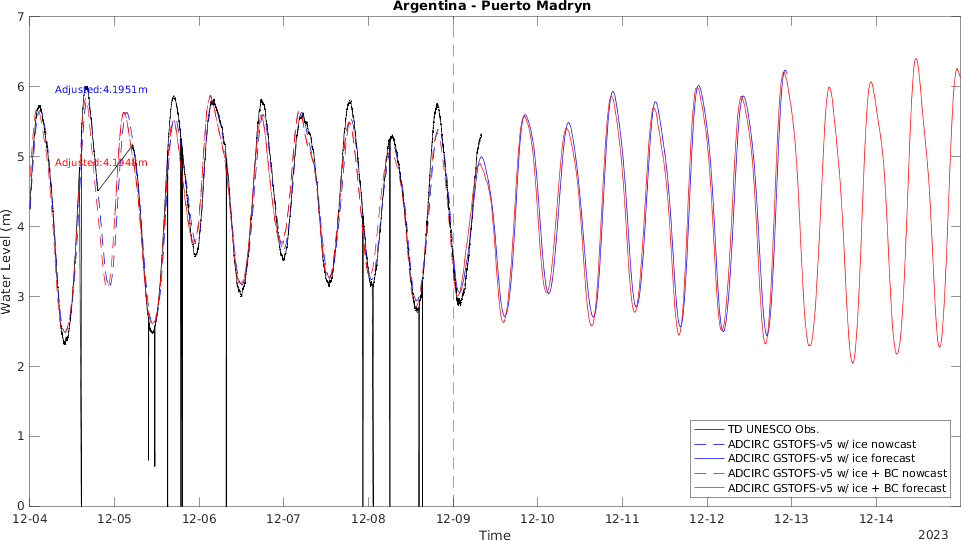 Argentina - Puerto Madryn
7
6
5
4
3
2
1
0
Water Level (m)
Adjusted:4.1951m
Adjusted:4.1948m
TD UNESCO Obs.
ADCIRC GSTOFS-v5 w/ ice nowcast
ADCIRC GSTOFS-v5 w/ ice forecast
ADCIRC GSTOFS-v5 w/ ice + BC nowcast
ADCIRC GSTOFS-v5 w/ ice + BC forecast
12-04 12-05 12-06 12-07 12-08 12-09 12-10 12-11 12-12 12-13 12-14
Time
2023